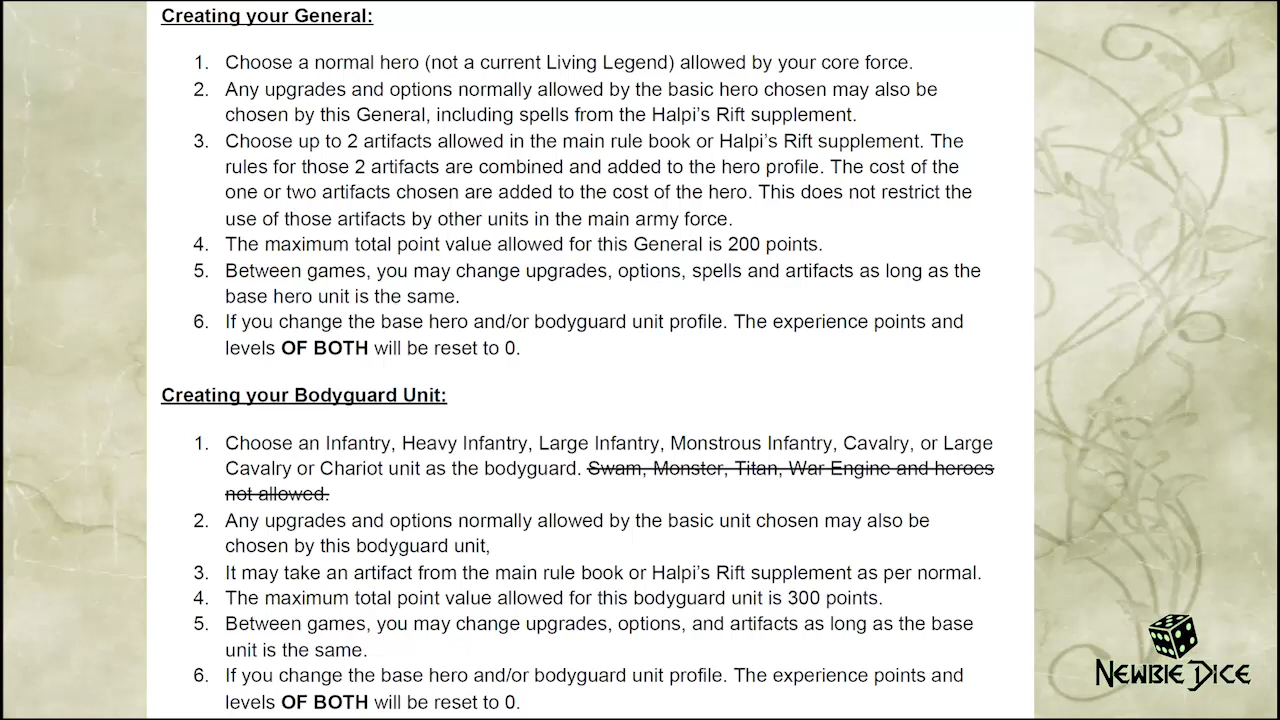 Creating your General:
1. Choose a normal hero (not a current Living Legend) allowed by your core force.
2. Any upgrades and options normally allowed by the basic hero chosen may also be
chosen by this General, including spells from the Halpi's Rift supplement.
3. Choose up to 2 artifacts allowed in the main rule book or Halpi's Rift supplement. The
rules for those 2 artifacts are combined and added to the hero profile. The cost of the
one or two artifacts chosen are added to the cost of the hero. This does not restrict the
use of those artifacts by other units in the main army force.
4. The maximum total point value allowed for this General is 200 points.
5. Between games, you may change upgrades, options, spells and artifacts as long as the
base hero unit is the same.
6. If you change the base hero and/or bodyguard unit profile. The experience points and
levels OF BOTH will be reset to 0.
Creating your Bodyguard Unit:
1. Choose an Infantry, Heavy Infantry, Large Infantry, Monstrous Infantry, Cavalry, or Large
Cavalry or Chariot unit as the bodyguard. Swam, Monster, Titan, War Engine and heroes
not allowed.
2. Any upgrades and options normally allowed by the basic unit chosen may also be
chosen by this bodyguard unit,
3. It may take an artifact from the main rule book or Halpi's Rift supplement as per normal.
4. The maximum total point value allowed for this bodyguard unit is 300 points.
5. Between games, you may change upgrades, options, and artifacts as long as the base
unit is the same.
6. If you change the base hero and/or bodyguard unit profile. The experience points and
levels OF BOTH will be reset to 0.
NEWBIE DICE